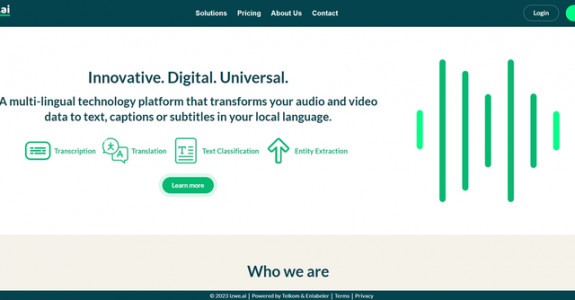 .ai
Solutions Pricing About Us Contact
Login
Innovative. Digital. Universal.
A multi-lingual technology platform that transforms your audio and video
data to text, captions or subtitles in your local language.
Transcription Translation Text Classification Entity Extraction
Learn more
Who we are
© 2023 Izwe.ai | Powered by Telkom & Enlabeler | Terms | Privacy